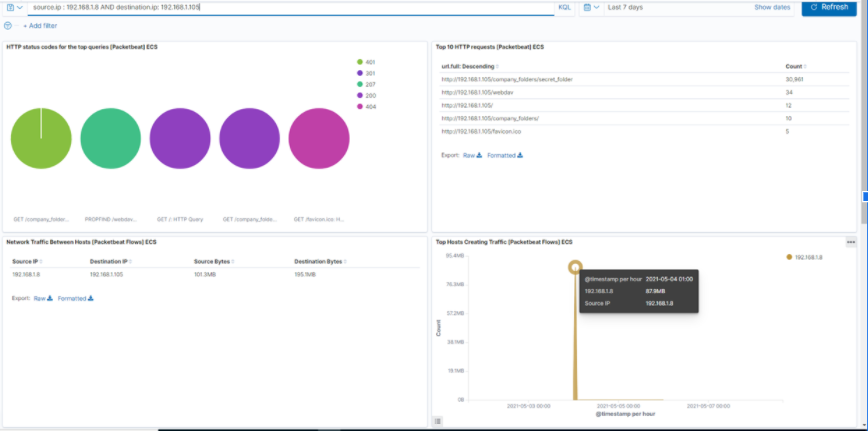 source.ip : 192.168.1.8 AND destination.ip: 192.168.1.105
KQL
Last 7 days
Show dates
Refresh
+ Add filter
HTTP status codes for the top queries [Packetbeat] ECS
401
301
207
200
404
GET /company_folder...
PROPFIND /webdav...
GET /-HTTP Query
GET /company_folde...
GET /favicon.ico: H...
Top 10 HTTP requests [Packetbeat] ECS
url.full: Descending
Count
http://192.168.1.105/company_folders/secret_folder
30,861
http://192.168.1.105/webdav
34
http://192.168.1.105/
12
http://192.168.1.105/company_folders/
10
http://192.168.1.105/favicon.ico
5
Export: Raw Formatted
Network Traffic Between Hosts [Packetbeat Flows] ECS
Source IP
Destination IP
Source Bytes
Destination Bytes
192.168.1.8
192.168.1.105
101.3MB
195.1MB
Export: Raw Formatted
Top Hosts Creating Traffic [Packetbeat Flows] ECS
95.4MB
76.3MB
57.2MB
38.1MB
19.1MB
0B
Count
192.168.1.8
@timestamp per hour 2021-05-04 01:00
192.168.1.8 87.9MB
Source IP 192.168.1.8
2021-05-03 00:00
2021-05-05 00:00
2021-05-07 00:00
@timestamp per hour